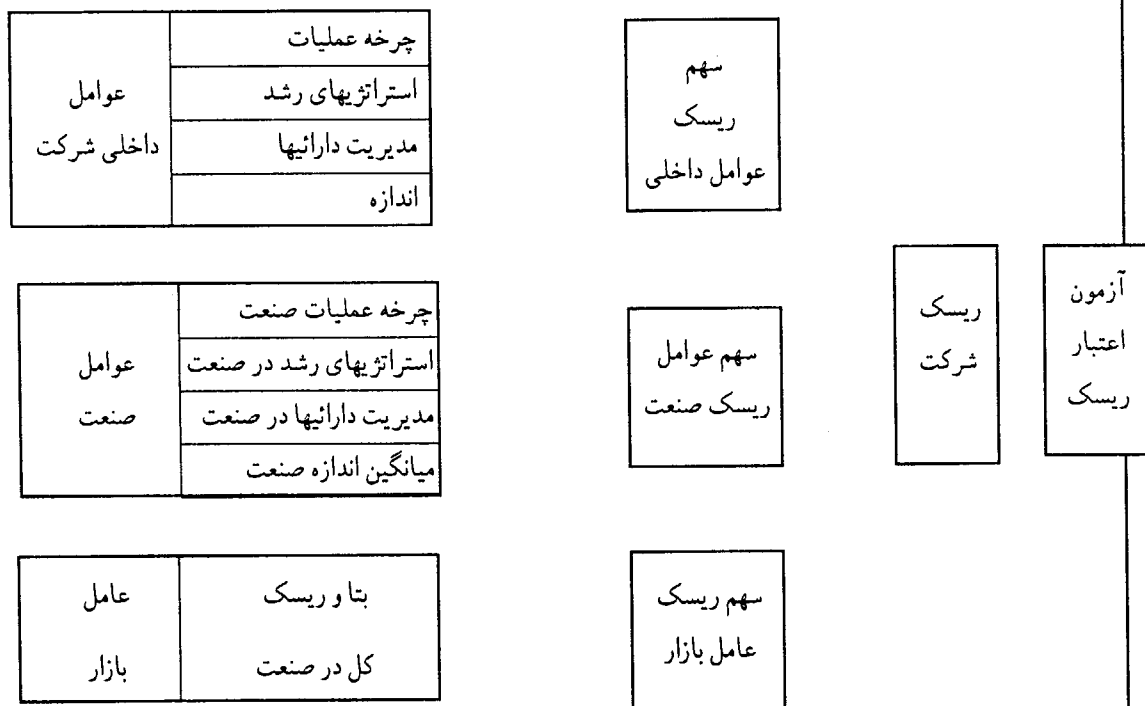 عوامل
داخلی شرکت
چرخه عملیات
استراتژیهای رشد
مدیریت دارائیها
اندازه
سهم
ریسک
عوامل داخلی
عوامل
صنعت
چرخه عملیات صنعت
استراتژیهای رشد در صنعت
مدیریت دارائیها در صنعت
میانگین اندازه صنعت
سهم عوامل
ریسک صنعت
ریسک
شرکت
آزمون
اعتبار
ریسک
عامل
بازار
بتا و ریسک
کل در صنعت
سهم ریسک
عامل بازار